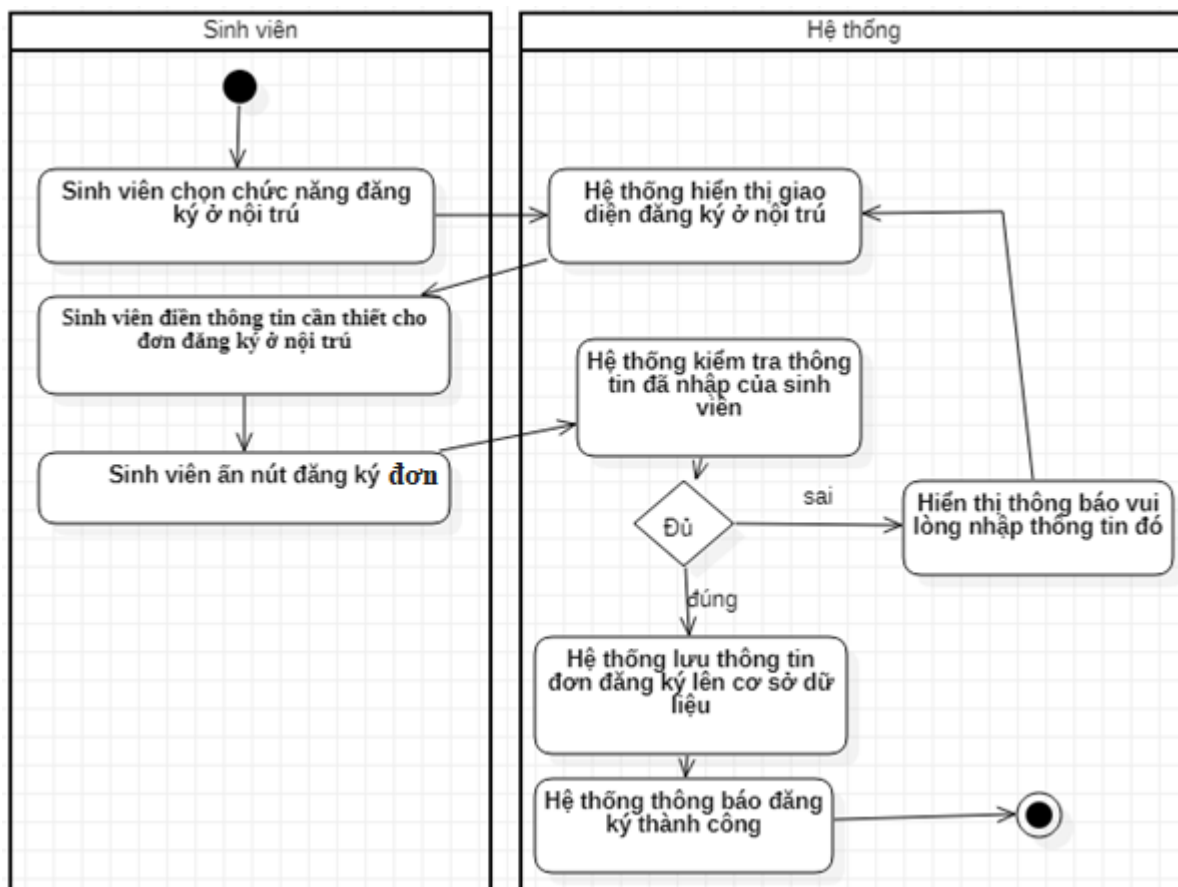 Sinh viên
Hệ thống
Sinh viên chọn chức năng đăng
ký ở nội trú
Hệ thống hiển thị giao
diện đăng ký ở nội trú
Sinh viên điền thông tin cần thiết cho
đơn đăng ký ở nội trú
Hệ thống kiểm tra thông
tin đã nhập của sinh
viên
Sinh viên ấn nút đăng ký đơn
Đủ
sai
Hiển thị thông báo vui
lòng nhập thông tin đó
đúng
Hệ thống lưu thông tin
đơn đăng ký lên cơ sở dữ
liệu
Hệ thống thông báo đăng
ký thành công